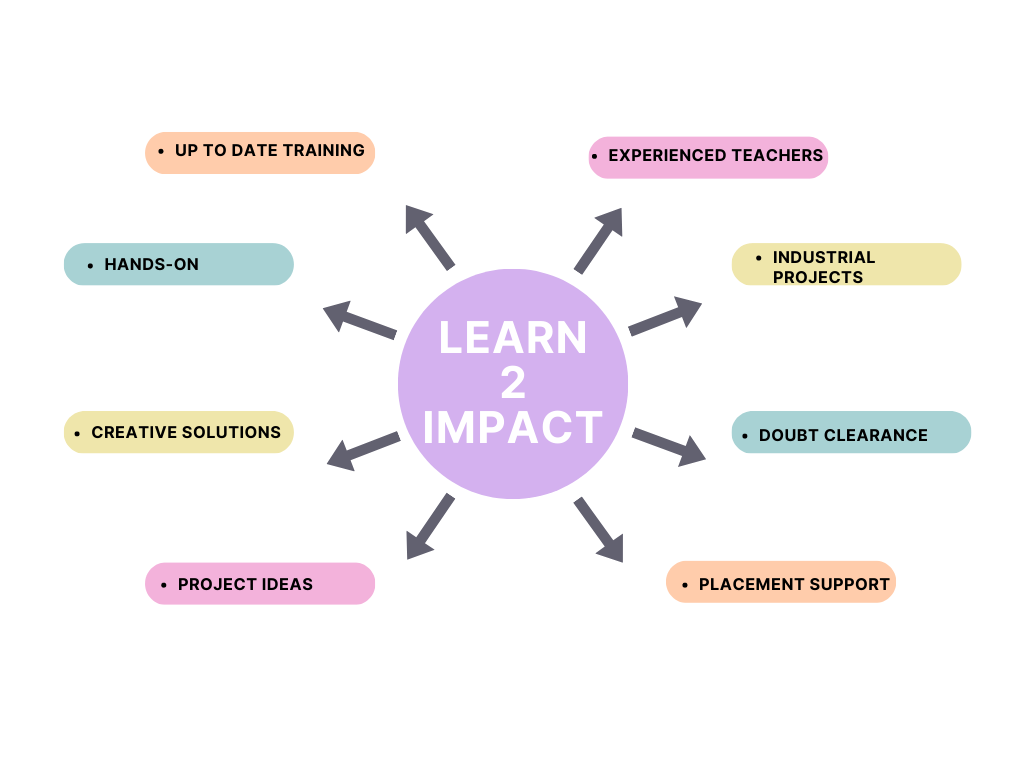 • UP TO DATE TRAINING
• EXPERIENCED TEACHERS
• HANDS-ON
• INDUSTRIAL
PROJECTS
LEARN
2
IMPACT
• CREATIVE SOLUTIONS
• DOUBT CLEARANCE
• PROJECT IDEAS
• PLACEMENT SUPPORT